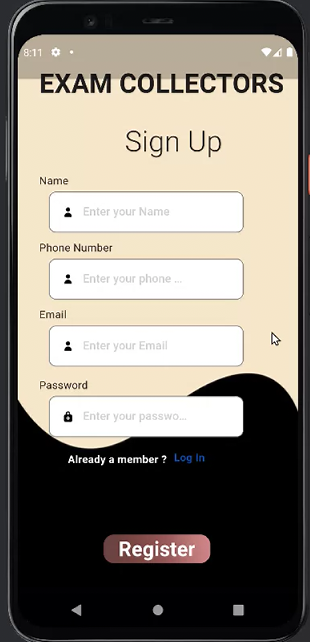 8:11
EXAM COLLECTORS
Sign Up
Name
Enter your Name
Phone Number
Enter your phone ...
Email
Enter your Email
Password
Enter your passwo...
Already a member ? Log In
Register